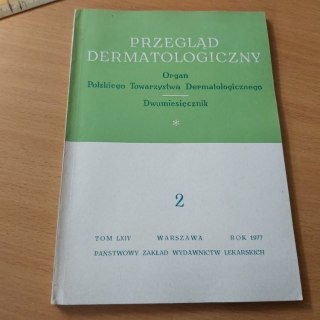 PRZEGLĄD
DERMATOLOGICZNY
Organ
Polskiego Towarzystwa Dermatologicznego
Dwumiesięcznik
*
2
TOM LXIV WARSZAWA ROK 1977
PAŃSTWOWY ZAKŁAD WYDAWNICTW LEKARSKICH